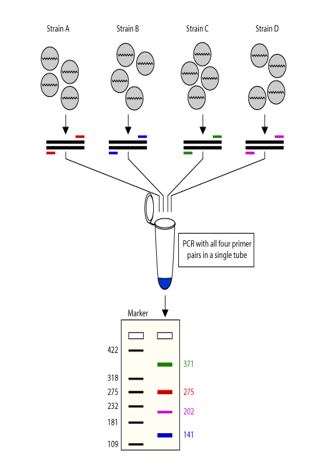 Strain A Strain B Strain C Strain D
PCR with all four primer
pairs in a single tube
Marker
422
371
318
275 275
232
202
181
141
109